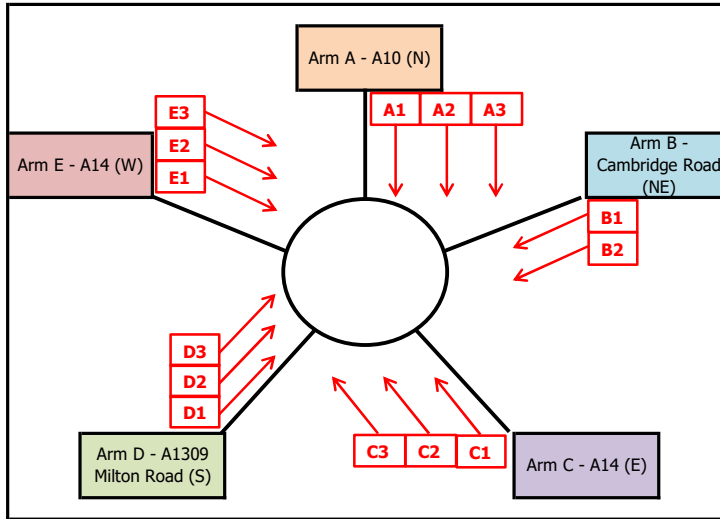 Arm A - A10 (N)
A1 A2 A3
E3
E2
E1
Arm E - A14 (W)
Arm B -
Cambridge Road
(NE)
B1
B2
D3
D2
D1
C3 C2 C1
Arm D - A1309
Milton Road (S)
Arm C - A14 (E)